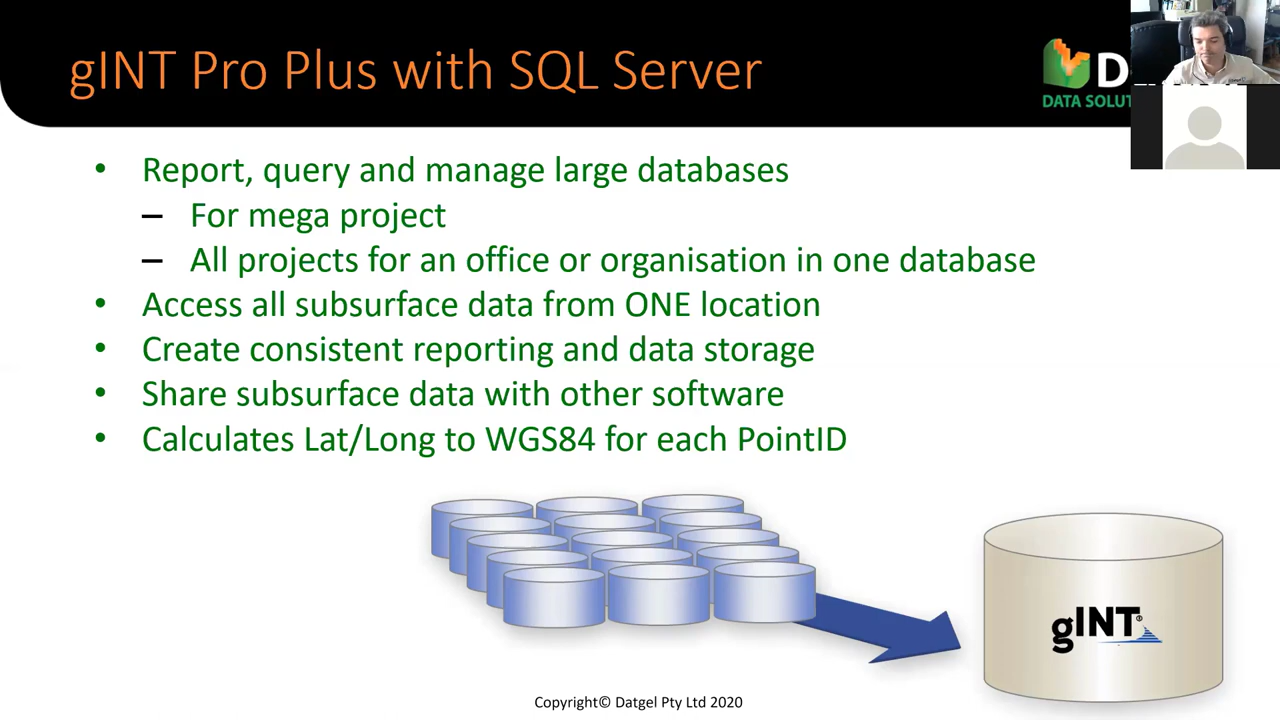 gINT Pro Plus with SQL Server
DATA
• Report, query and manage large databases
– For mega project
– All projects for an office or organisation in one database
• Access all subsurface data from ONE location
• Create consistent reporting and data storage
• Share subsurface data with other software
• Calculates Lat/Long to WGS84 for each PointID
gINT®
Copyright© Datgel Pty Ltd 2020